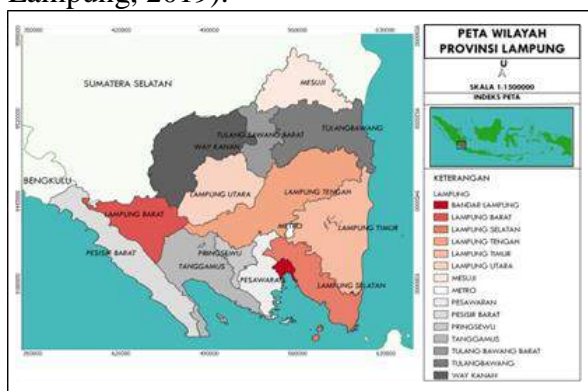 Lampung, 2019).
PETA WILAYAH
PROVINSI LAMPUNG
U
SKALA 1:1500000
INDEKS PETA
KETERANGAN
LAMPUNG
BANDAR LAMPUNG
LAMPUNG BARAT
LAMPUNG SELATAN
LAMPUNG TENGAH
LAMPUNG TIMUR
LAMPUNG UTARA
MESUJI
METRO
PESAWARAN
PESISIR BARAT
PRINGSEWU
TANGGAMUS
TULANG BAWANG BARAT
TULANGBAWANG
WAY KANAN
SUMATERA SELATAN
MESUJI
TULANG BAWANG BARAT
TULANGBAWANG
WAY KANAN
BENGKULU
LAMPUNG UTARA
LAMPUNG TENGAH
LAMPUNG BARAT
METRO
LAMPUNG TIMUR
PESISIR BARAT
PRINGSEWU
TANGGAMUS
PESAWARAN
LAMPUNG SELATAN